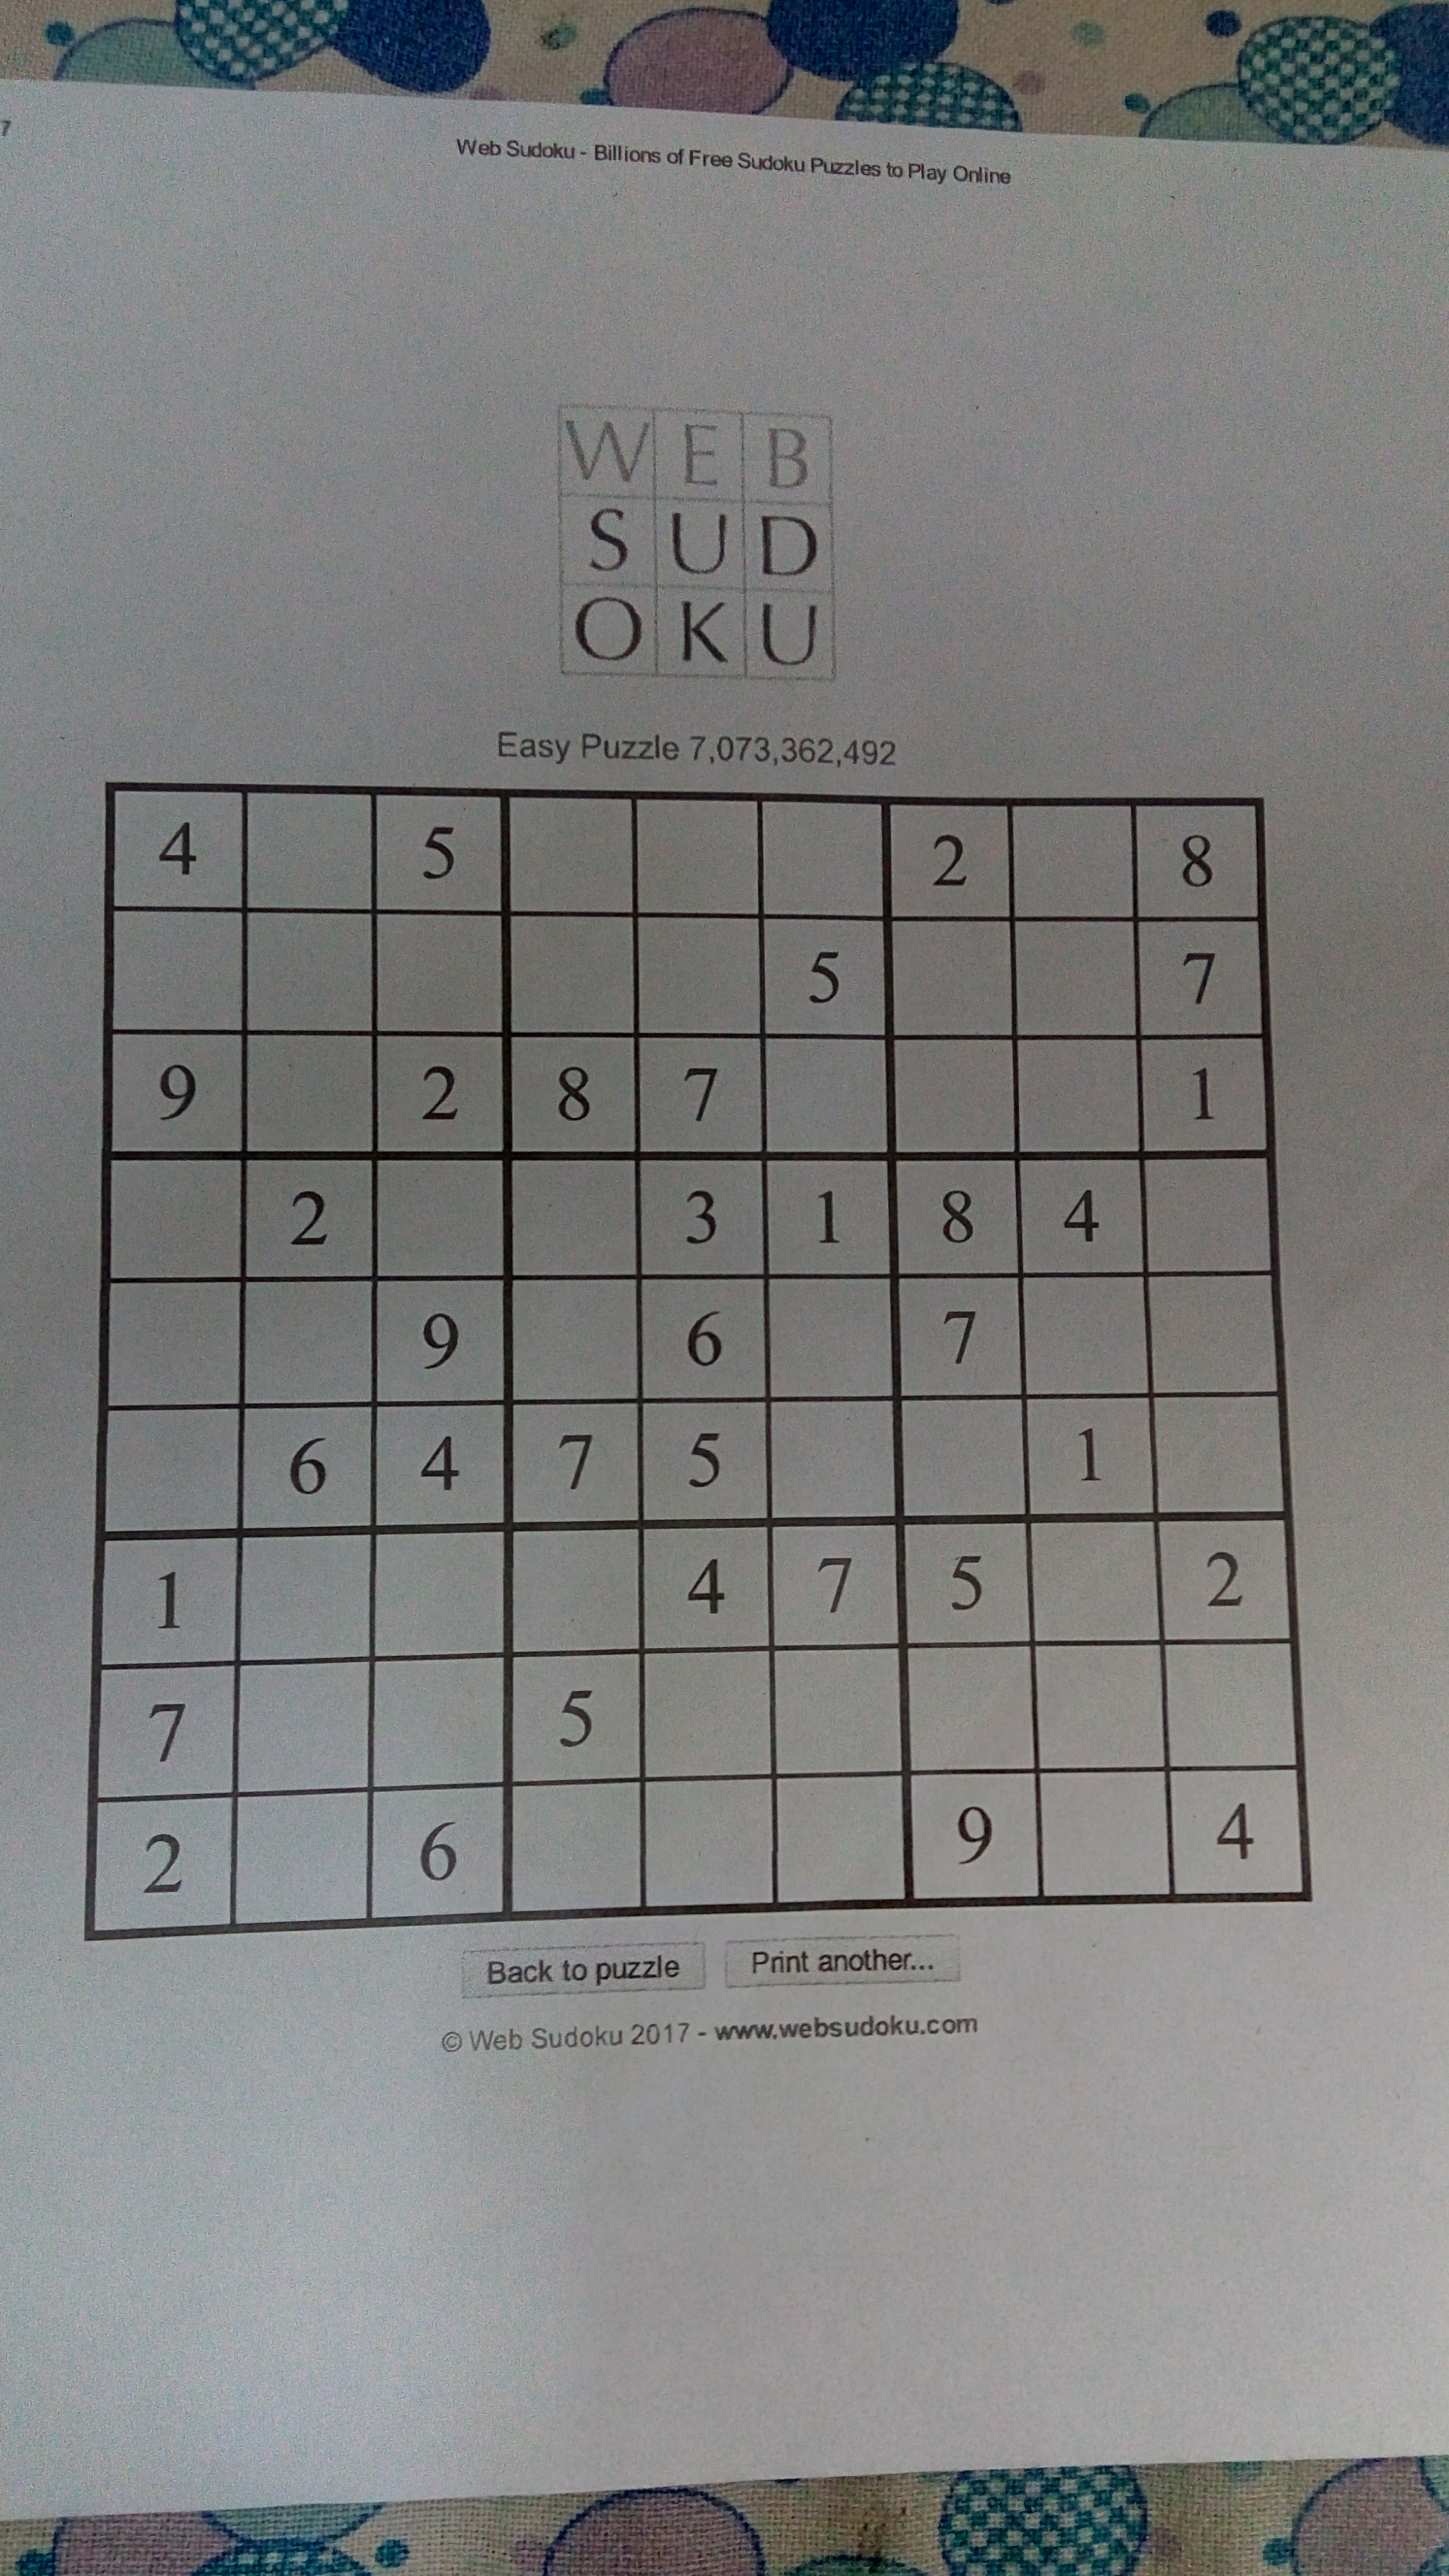 7
Web Sudoku - Billions of Free Sudoku Puzzles to Play Online
W E B
S U D
O K U
Easy Puzzle 7,073,362,492
4 5 2 8
5 7
9 2 8 7 1
2 3 1 8 4
9 6 7
6 4 7 5 1
1 4 7 5 2
7 5
2 6 9 4
Back to puzzle Print another...
© Web Sudoku 2017 - www.websudoku.com